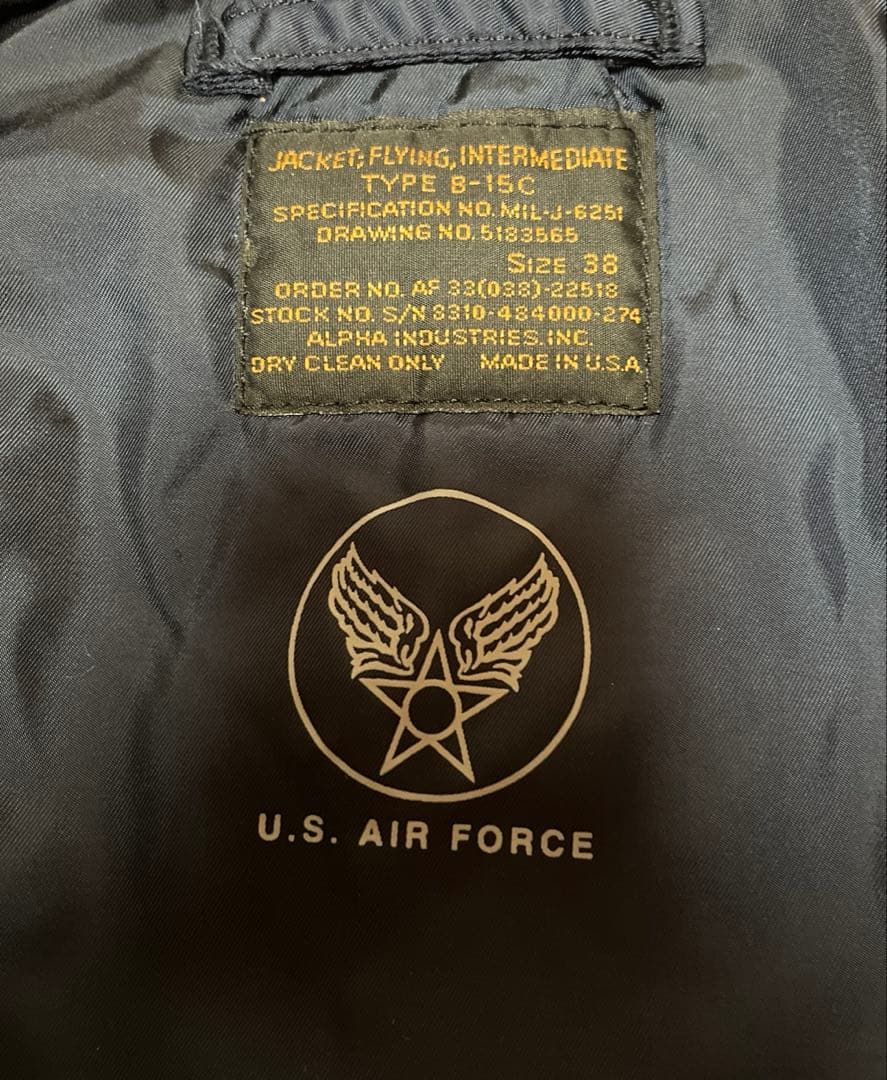 JACKET; FLYING, INTERMEDIATE
TYPE B-15C
SPECIFICATION NO. MIL-J-6251
DRAWING NO. 5183565
SIZE 38
ORDER NO. AF 33(038)-22518
STOCK NO. S/N 8310-484000-274
ALPHA INDUSTRIES. INC.
DRY CLEAN ONLY MADE IN U.S.A.
U.S. AIR FORCE